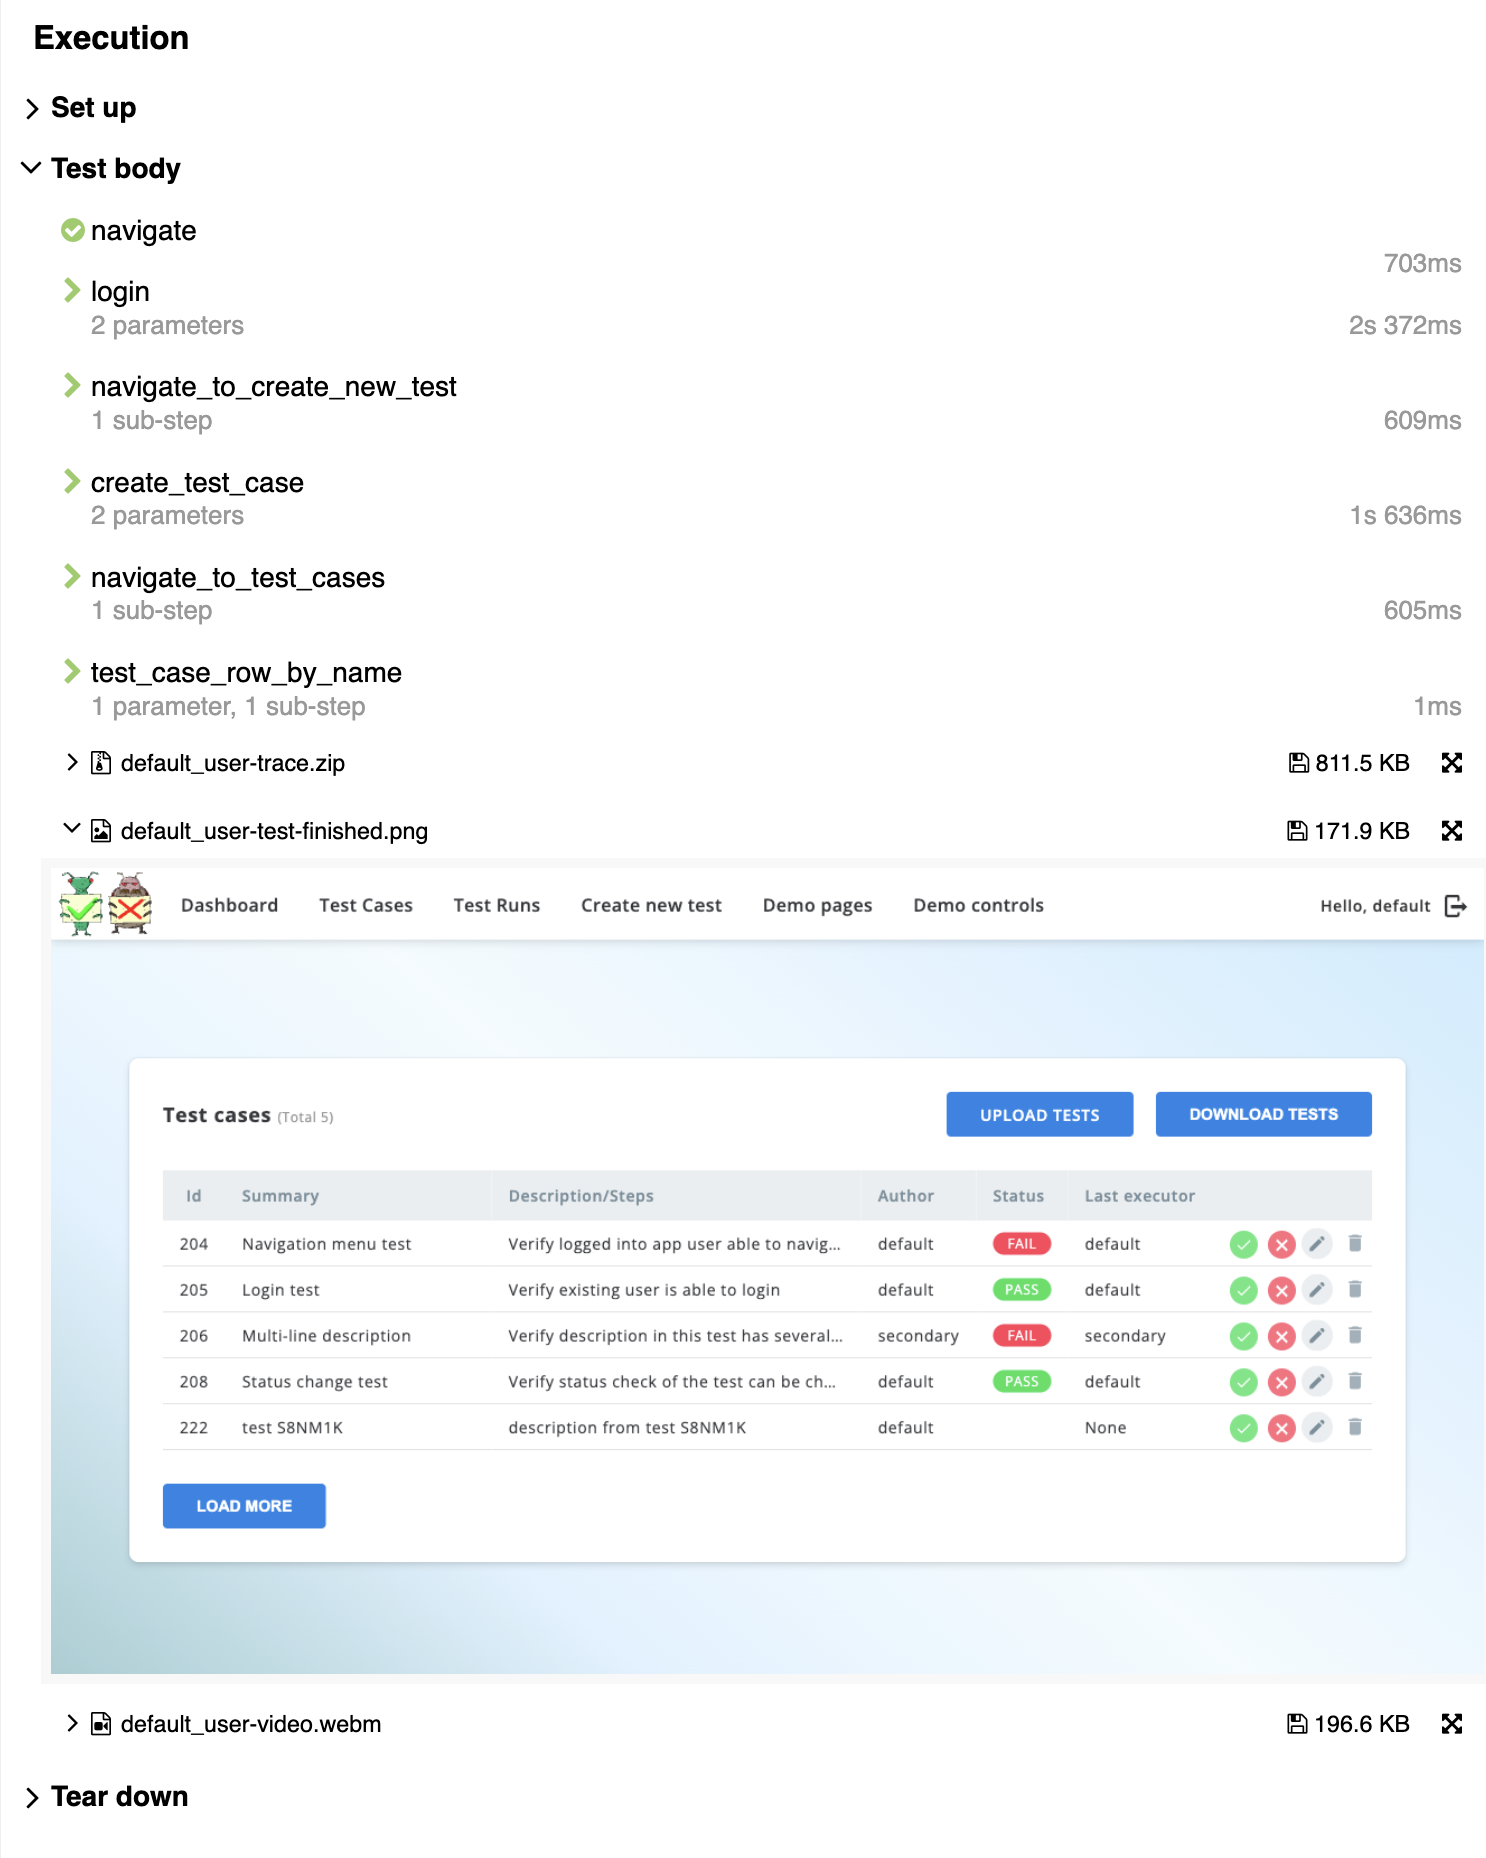 Execution
Set up
Test body
navigate
703ms
login
2 parameters 2s 372ms
navigate_to_create_new_test
1 sub-step 609ms
create_test_case
2 parameters 1s 636ms
navigate_to_test_cases
1 sub-step 605ms
test_case_row_by_name
1 parameter, 1 sub-step 1ms
default_user-trace.zip 811.5 KB
default_user-test-finished.png 171.9 KB
Dashboard Test Cases Test Runs Create new test Demo pages Demo controls Hello, default
Test cases (Total 5) UPLOAD TESTS DOWNLOAD TESTS
Id Summary Description/Steps Author Status Last executor
204 Navigation menu test Verify logged into app user able to navig... default FAIL default
205 Login test Verify existing user is able to login default PASS default
206 Multi-line description Verify description in this test has several... secondary FAIL secondary
208 Status change test Verify status check of the test can be ch... default PASS default
222 test S8NM1K description from test S8NM1K default None
LOAD MORE
default_user-video.webm 196.6 KB
Tear down